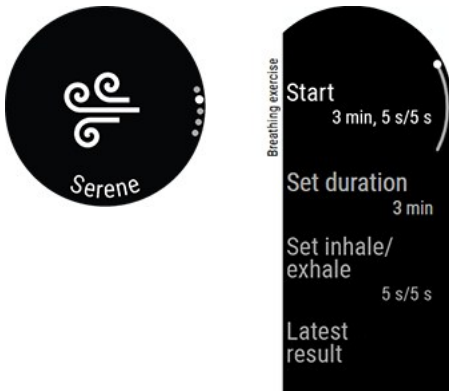 Serene
Breathing exercise
Start
3 min, 5 s/5 s
Set duration
3 min
Set inhale/
exhale
5 s/5 s
Latest
result